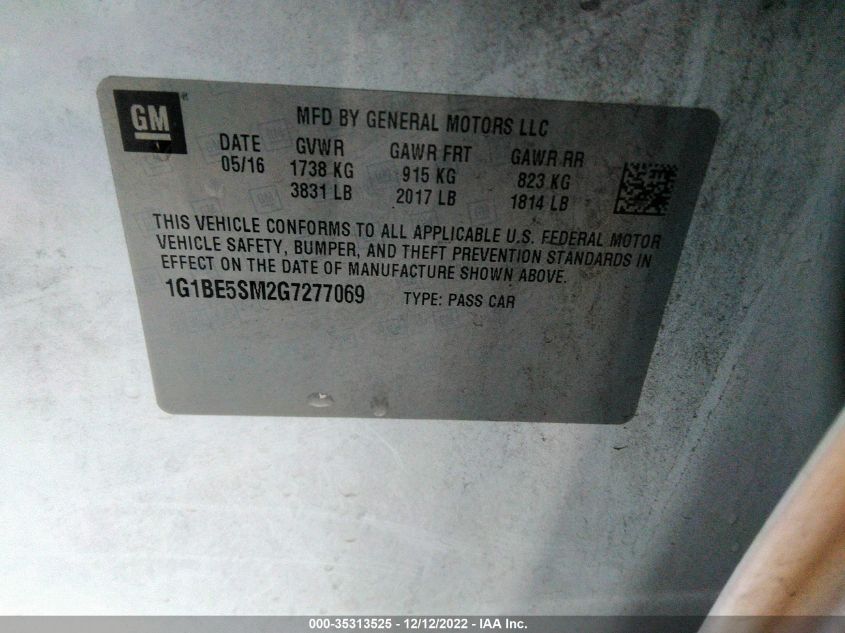 GM
MFD BY GENERAL MOTORS LLC
DATE GVWR GAWR FRT GAWR RR
05/16 1738 KG 915 KG 823 KG
3831 LB 2017 LB 1814 LB
THIS VEHICLE CONFORMS TO ALL APPLICABLE U.S. FEDERAL MOTOR
VEHICLE SAFETY, BUMPER, AND THEFT PREVENTION STANDARDS IN
EFFECT ON THE DATE OF MANUFACTURE SHOWN ABOVE.
1G1BE5SM2G7277069 TYPE: PASS CAR
000-35313525 - 12/12/2022 - IAA Inc.